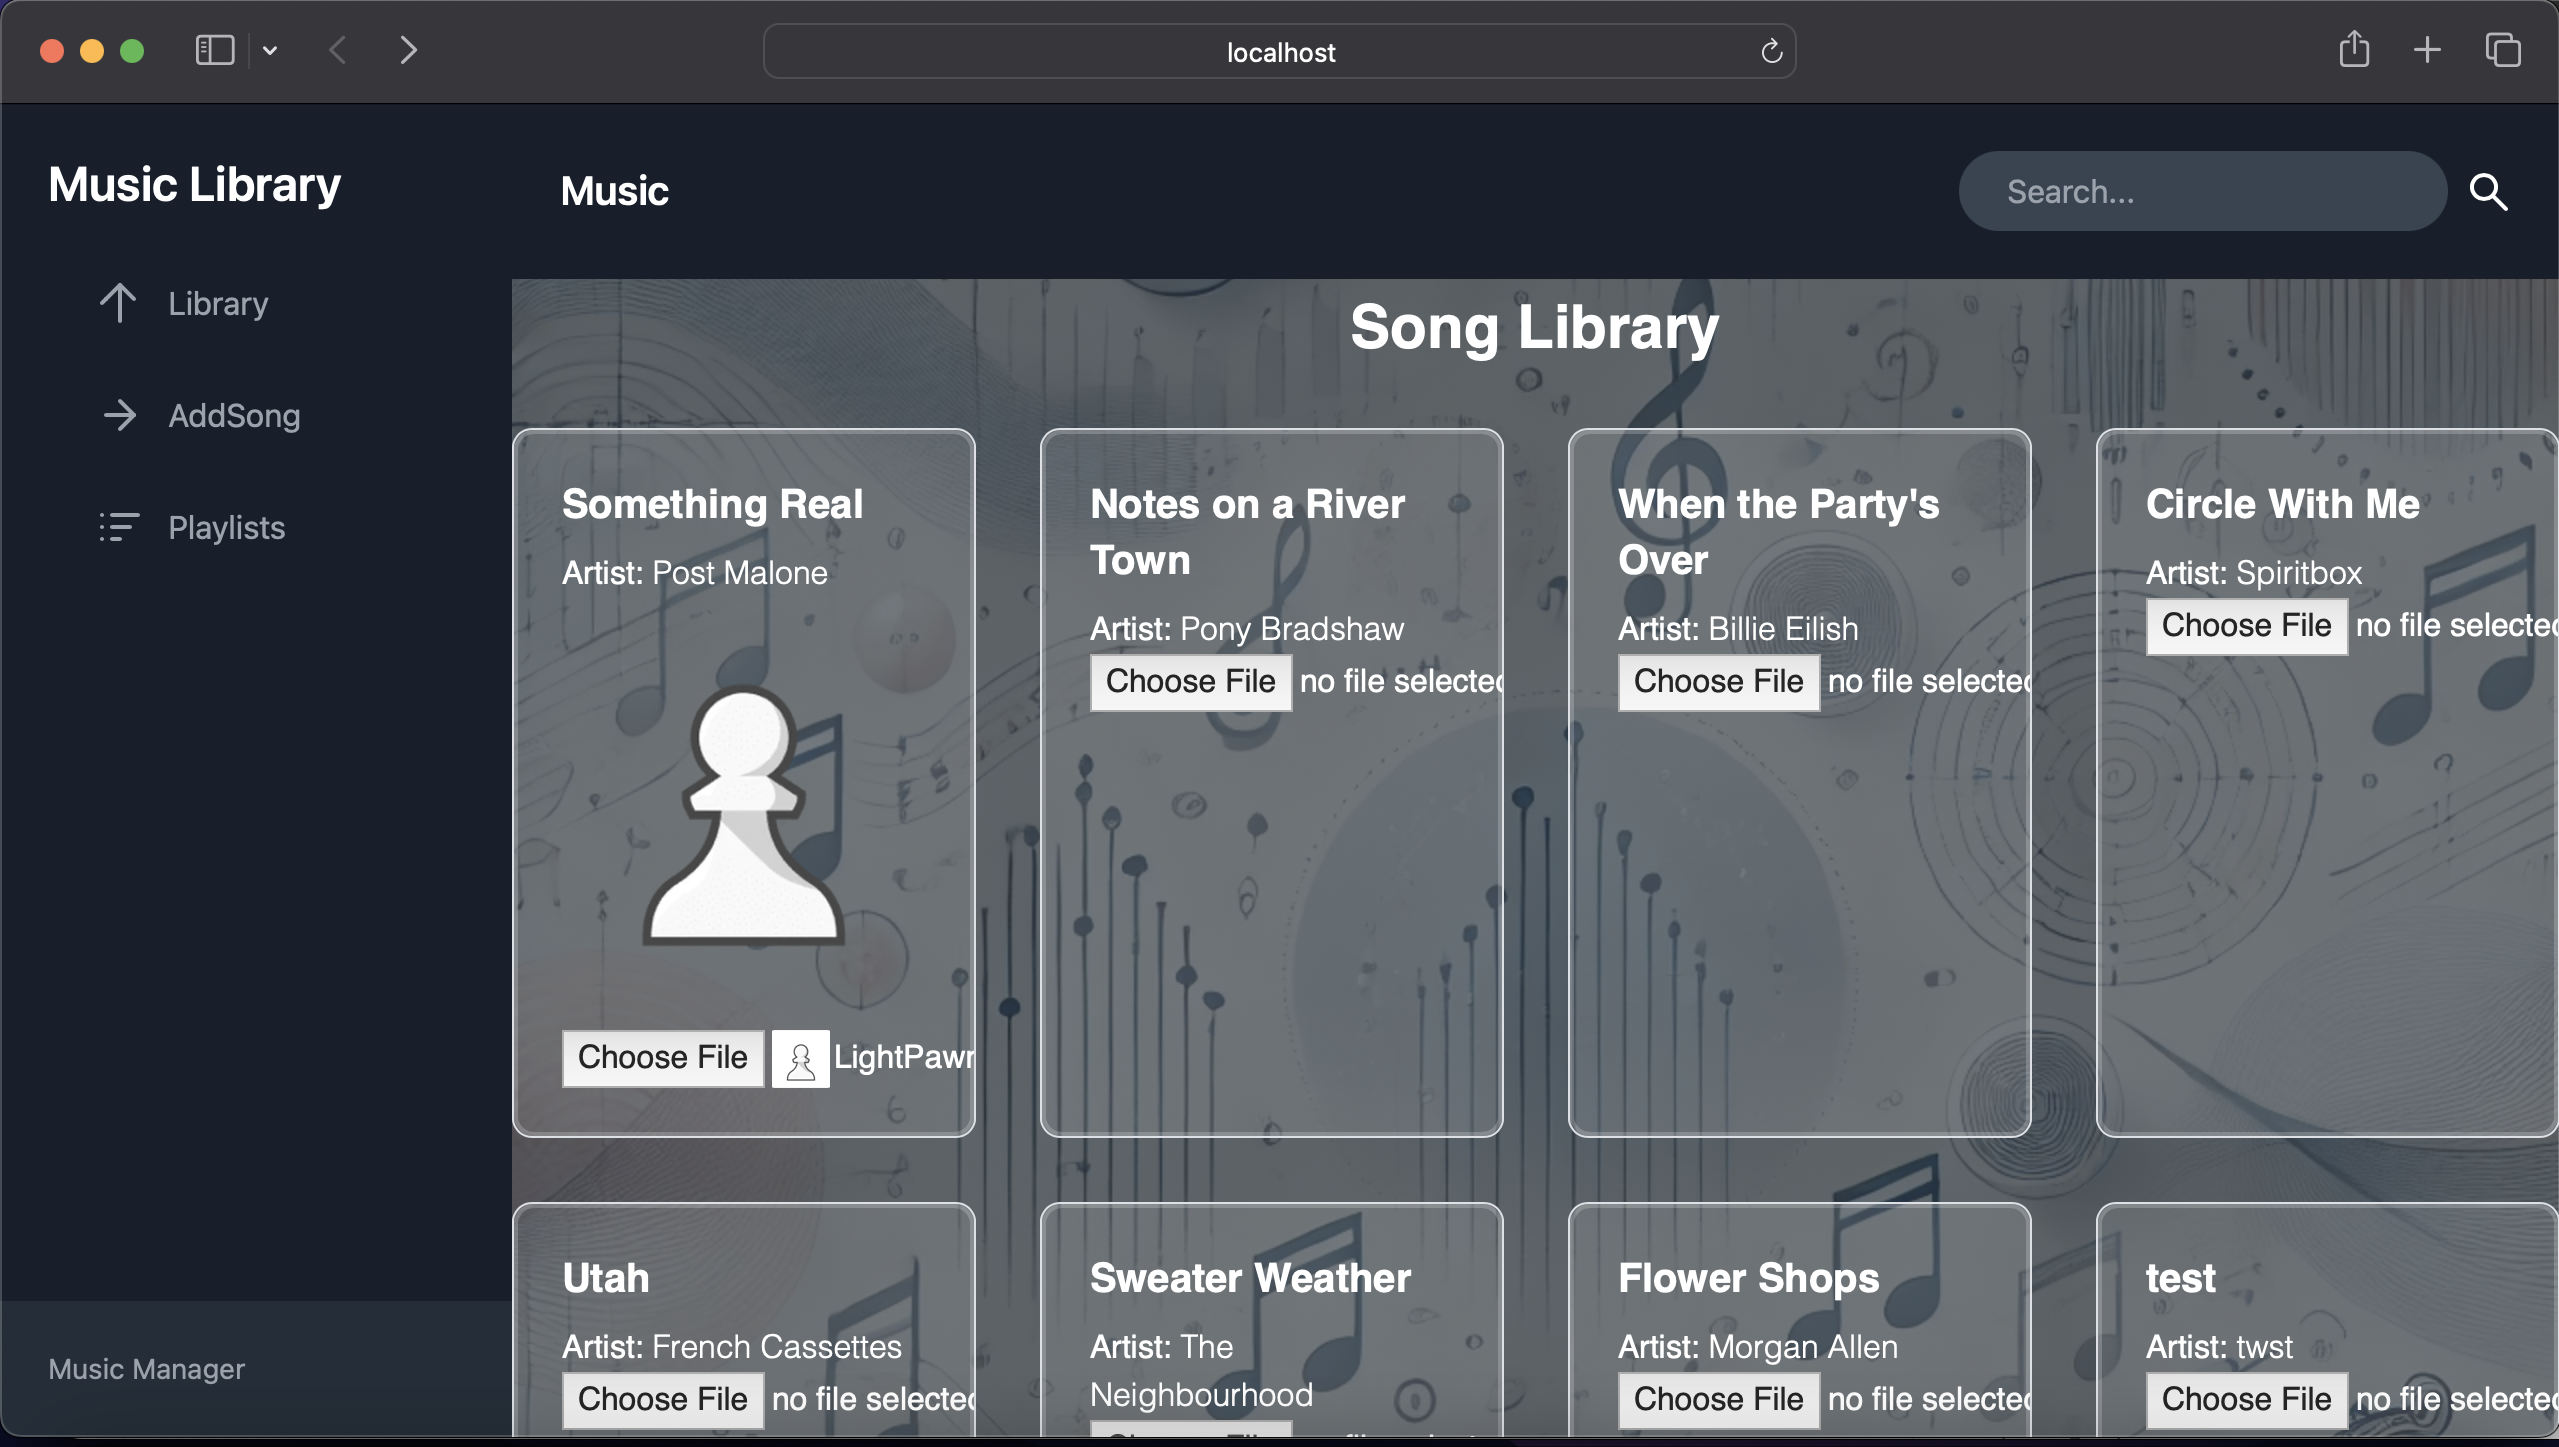 localhost
Music Library
Library
AddSong
Playlists
Music Manager
Music
Search...
Song Library
Something Real
Artist: Post Malone
Choose File LightPawn
Notes on a River
Town
Artist: Pony Bradshaw
Choose File no file selected
When the Party's
Over
Artist: Billie Eilish
Choose File no file selected
Circle With Me
Artist: Spiritbox
Choose File no file selected
Utah
Artist: French Cassettes
Choose File no file selected
Sweater Weather
Artist: The
Neighbourhood
Flower Shops
Artist: Morgan Allen
Choose File no file selected
test
Artist: twst
Choose File no file selected